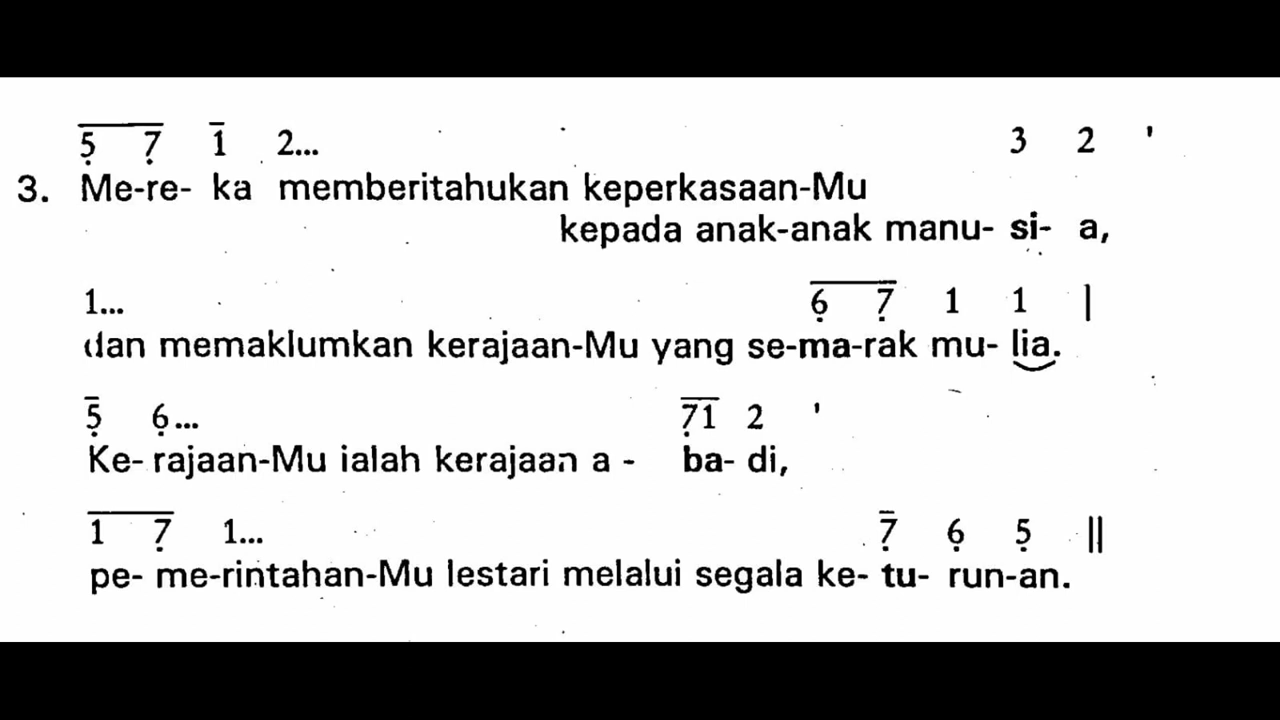 5̣ 7̣ 1 2... 3 2 '
3. Me-re- ka memberitahukan keperkasaan-Mu
kepada anak-anak manu- si- a,
1... 6̣ 7̣ 1 1 |
dan memaklumkan kerajaan-Mu yang se-ma-rak mu- lia.
5̣ 6̣... 7̣1 2 '
Ke- rajaan-Mu ialah kerajaan a - ba- di,
1 7̣ 1... 7̣ 6̣ 5̣ ||
pe- me-rintahan-Mu lestari melalui segala ke- tu- run-an.